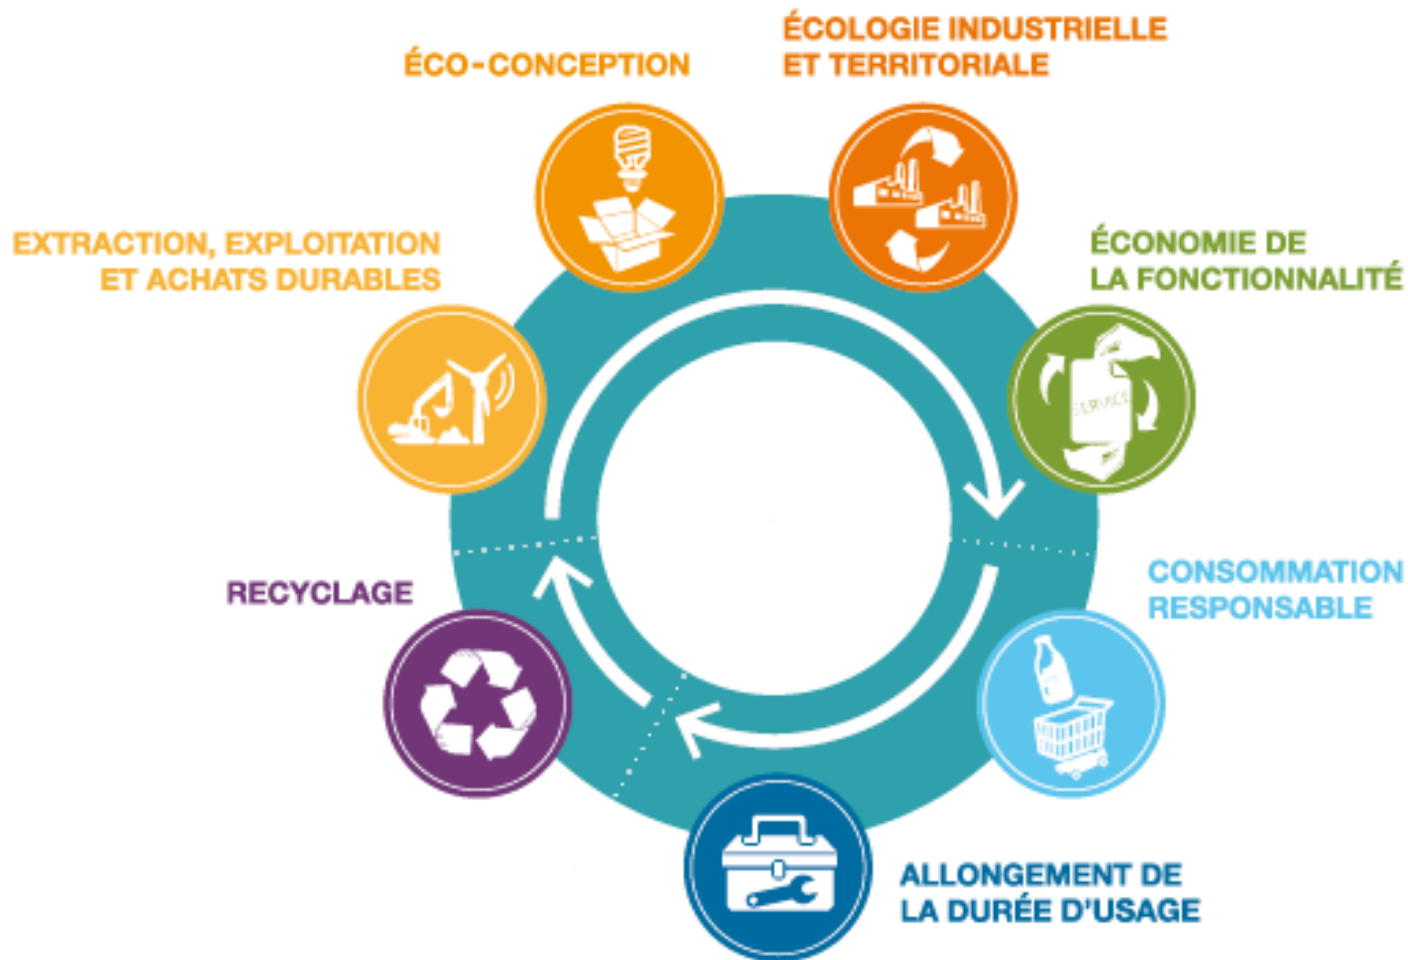 ÉCOLOGIE INDUSTRIELLE
ET TERRITORIALE
ÉCO-CONCEPTION
EXTRACTION, EXPLOITATION
ET ACHATS DURABLES
ÉCONOMIE DE
LA FONCTIONNALITÉ
SERVICE
RECYCLAGE
CONSOMMATION
RESPONSABLE
ALLONGEMENT DE
LA DURÉE D'USAGE